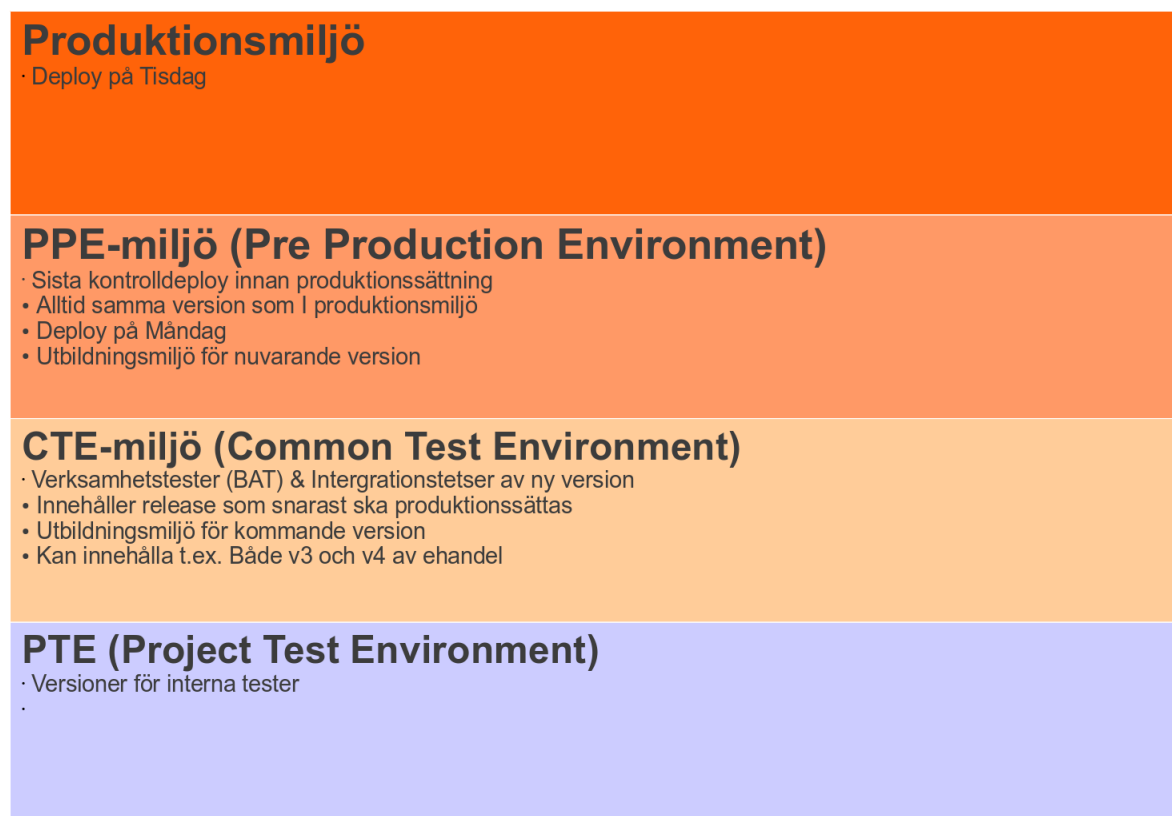 Produktionsmiljö
· Deploy på Tisdag
PPE-miljö (Pre Production Environment)
· Sista kontrolldeploy innan produktionssättning
• Alltid samma version som I produktionsmiljö
• Deploy på Måndag
• Utbildningsmiljö för nuvarande version
CTE-miljö (Common Test Environment)
· Verksamhetstester (BAT) & Intergrationstetser av ny version
• Innehåller release som snarast ska produktionssättas
• Utbildningsmiljö för kommande version
• Kan innehålla t.ex. Både v3 och v4 av ehandel
PTE (Project Test Environment)
· Versioner för interna tester
·